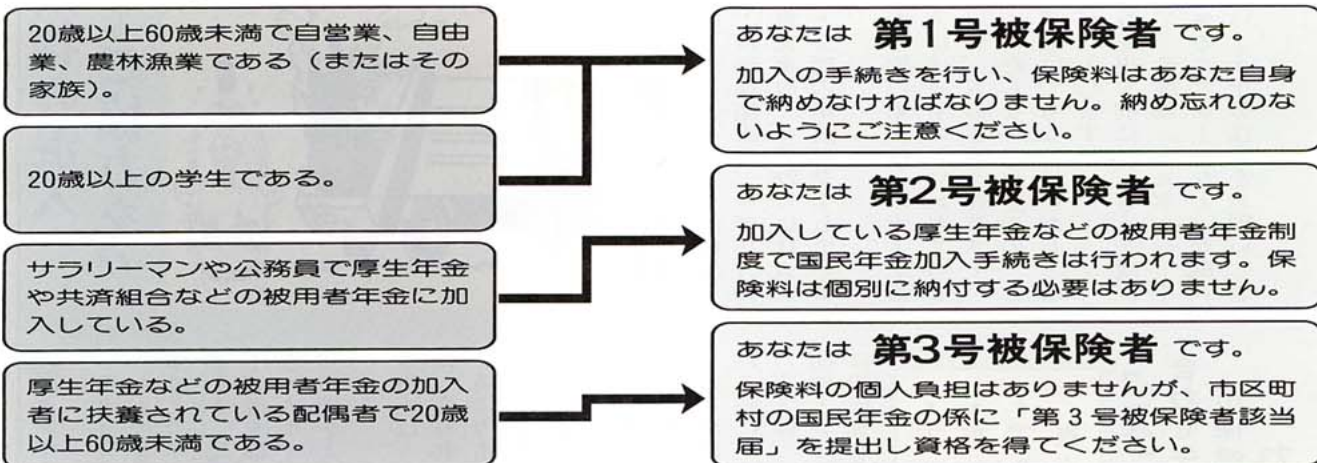 20歳以上60歳未満で自営業、自由
業、農林漁業である（またはその
家族）。
20歳以上の学生である。
サラリーマンや公務員で厚生年金
や共済組合などの被用者年金に加
入している。
厚生年金などの被用者年金の加入
者に扶養されている配偶者で20歳
以上60歳未満である。
あなたは 第1号被保険者 です。
加入の手続きを行い、保険料はあなた自身
で納めなければなりません。納め忘れのな
いようにご注意ください。
あなたは 第2号被保険者 です。
加入している厚生年金などの被用者年金制
度で国民年金加入手続きは行われます。保
険料は個別に納付する必要はありません。
あなたは 第3号被保険者 です。
保険料の個人負担はありませんが、市区町
村の国民年金の係に「第３号被保険者該当
届」を提出し資格を得てください。